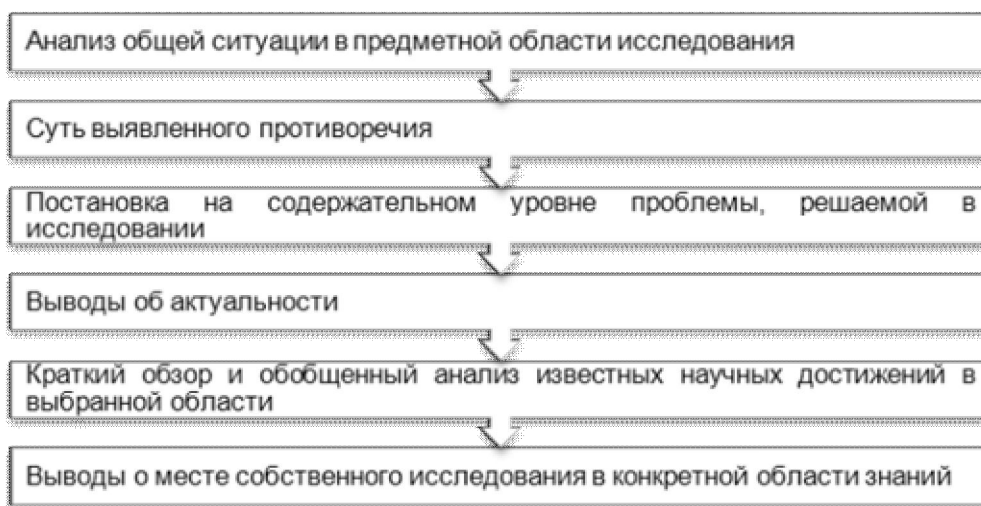 Анализ общей ситуации в предметной области исследования
Суть выявленного противоречия
Постановка на содержательном уровне проблемы, решаемой в
исследовании
Выводы об актуальности
Краткий обзор и обобщенный анализ известных научных достижений в
выбранной области
Выводы о месте собственного исследования в конкретной области знаний